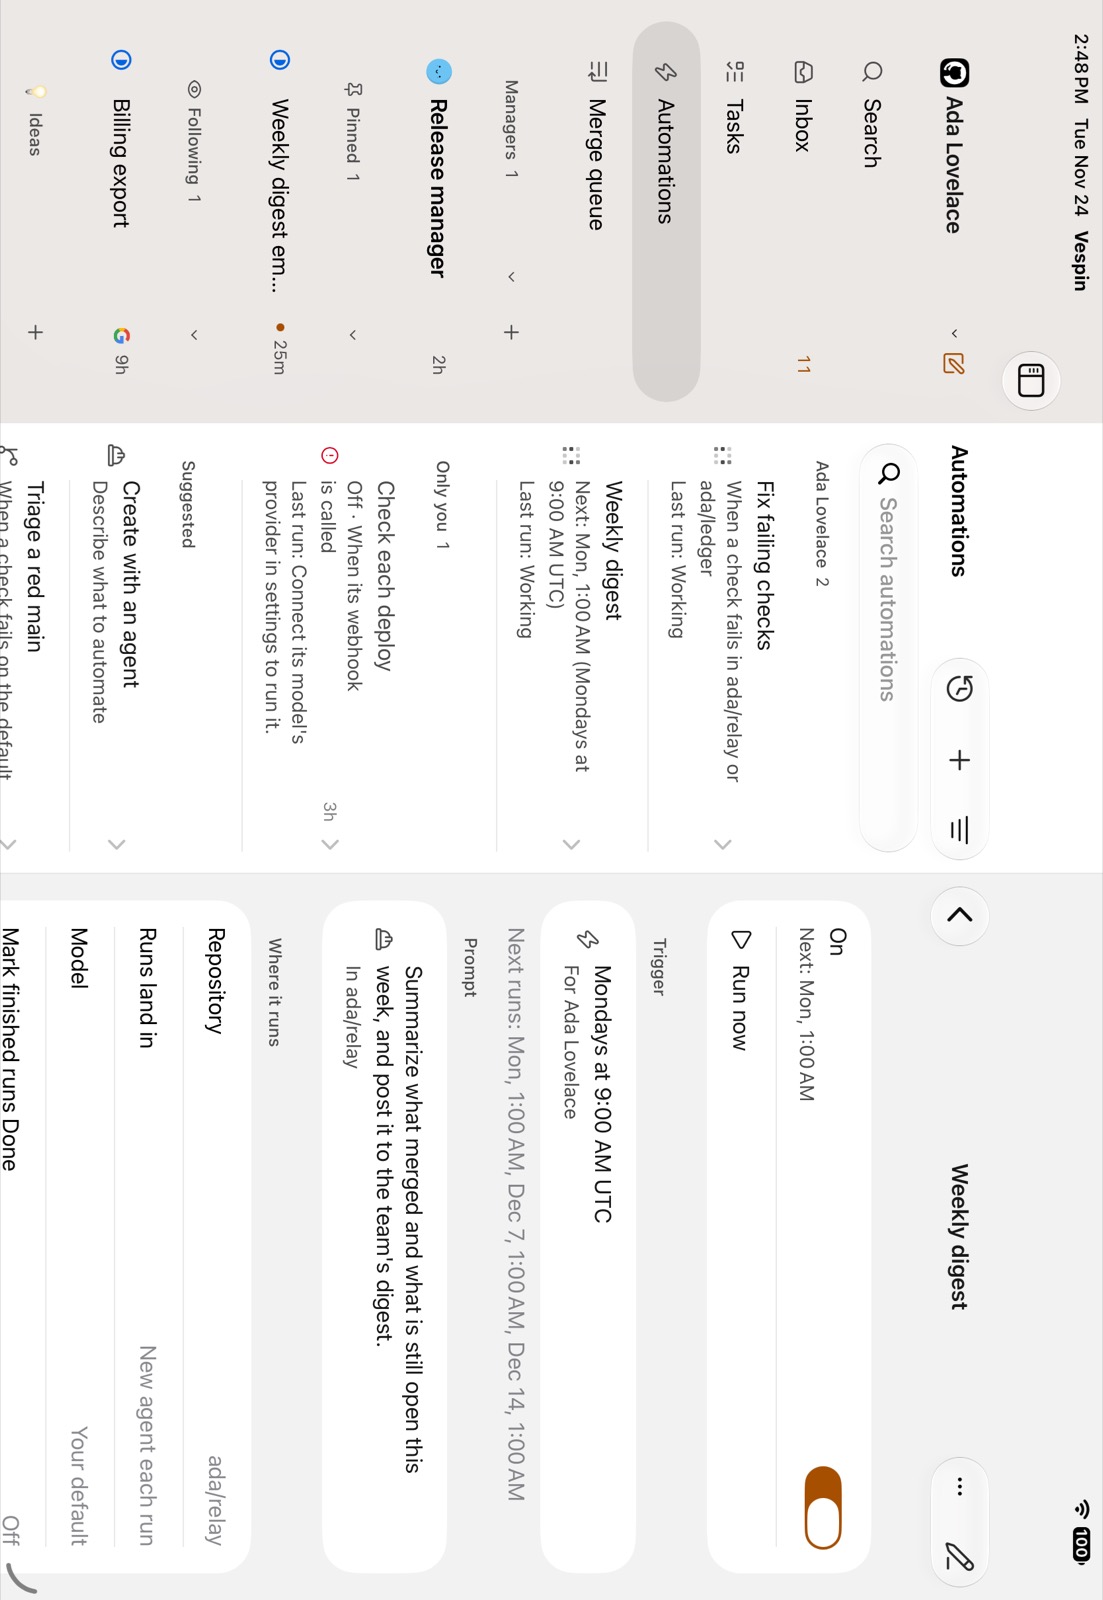 2:48 PM Tue Nov 24 Vespin
100
Ada Lovelace
Search
Inbox 11
Tasks
Automations
Merge queue
Managers 1
Release manager 2h
Pinned 1
Weekly digest em... 25m
Following 1
Billing export 9h
Ideas
Automations
Search automations
Ada Lovelace 2
Fix failing checks
When a check fails in ada/relay or
ada/ledger
Last run: Working
Weekly digest
Next: Mon, 1:00 AM (Mondays at
9:00 AM UTC)
Last run: Working
Only you 1
Check each deploy
Off · When its webhook
is called
3h
Last run: Connect its model's
provider in settings to run it.
Suggested
Create with an agent
Describe what to automate
Triage a red main
When a check fails on the default
Weekly digest
On
Next: Mon, 1:00 AM
Run now
Trigger
Mondays at 9:00 AM UTC
For Ada Lovelace
Next runs: Mon, 1:00 AM, Dec 7, 1:00 AM, Dec 14, 1:00 AM
Prompt
Summarize what merged and what is still open this
week, and post it to the team's digest.
In ada/relay
Where it runs
Repository ada/relay
Runs land in New agent each run
Model Your default
Mark finished runs Done Off